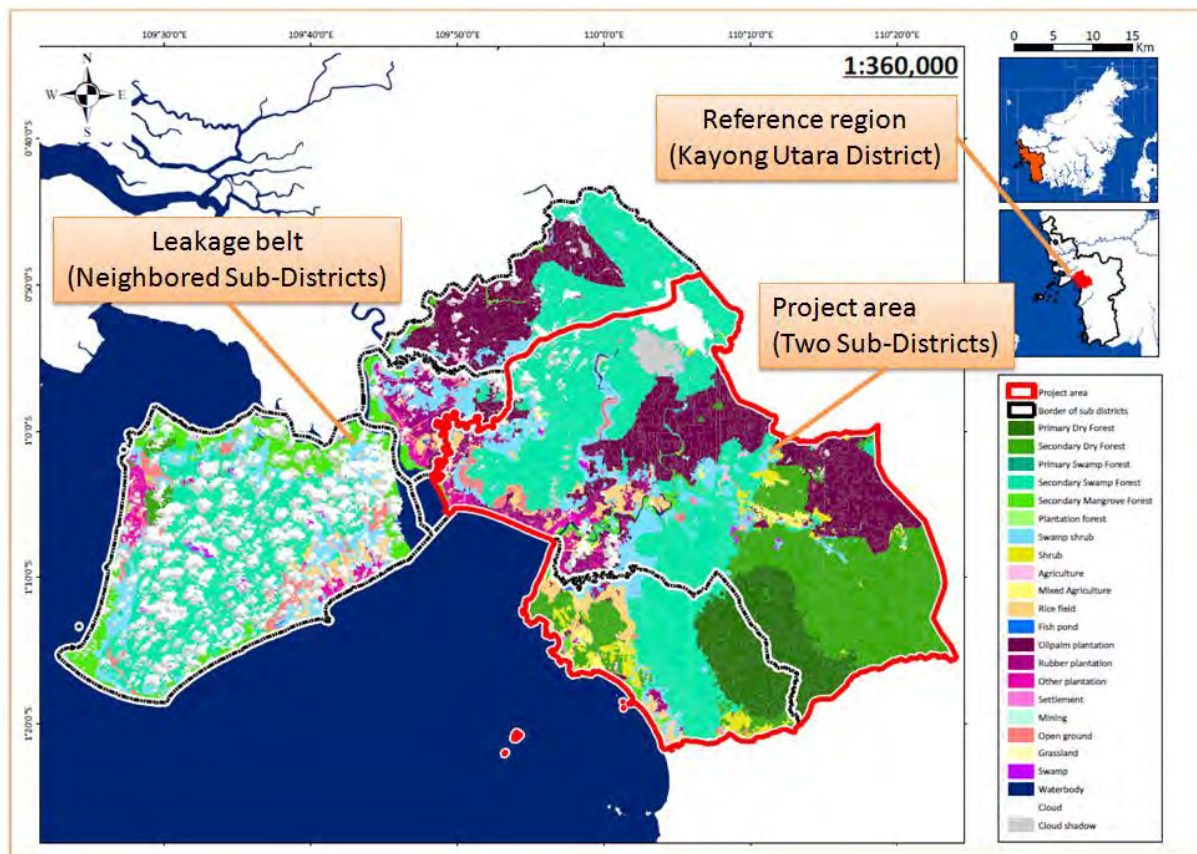 109°30'0"E
109°40'0"E
109°50'0"E
110°0'0"E
110°10'0"E
110°20'0"E
0 5 10 15
Km
N
W E
S
1:360,000
0°40'0"S
0°50'0"S
1°0'0"S
1°10'0"S
1°20'0"S
Reference region
(Kayong Utara District)
Leakage belt
(Neighbored Sub-Districts)
Project area
(Two Sub-Districts)
Project area
Border of sub districts
Primary Dry Forest
Secondary Dry Forest
Primary Swamp Forest
Secondary Swamp Forest
Secondary Mangrove Forest
Plantation forest
Swamp shrub
Shrub
Agriculture
Mixed Agriculture
Rice field
Fish pond
Oilpalm plantation
Rubber plantation
Other plantation
Settlement
Mining
Open ground
Grassland
Swamp
Waterbody
Cloud
Cloud shadow